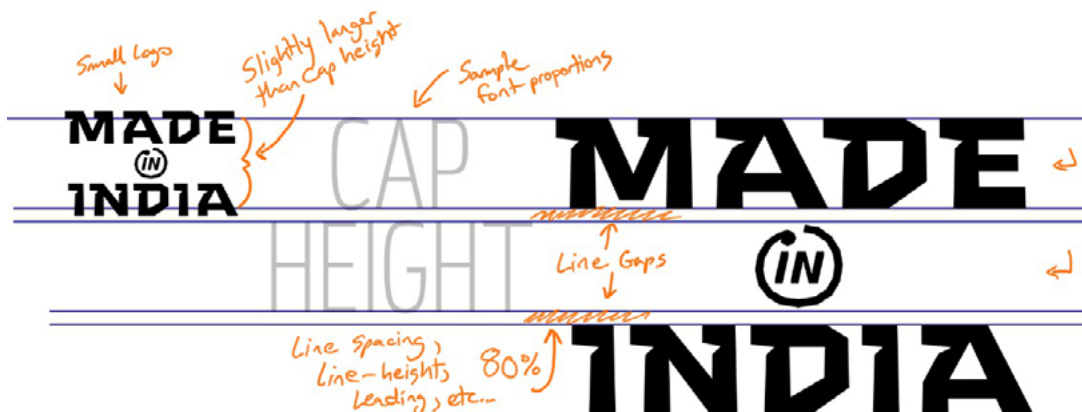 Small Logo
MADE
iN
INDIA
Slightly larger
than cap height
Sample
font proportions
CAP
HEIGHT
MADE
iN
INDIA
Line Gaps
Line spacing,
Line-height,
Leading, etc...
80%